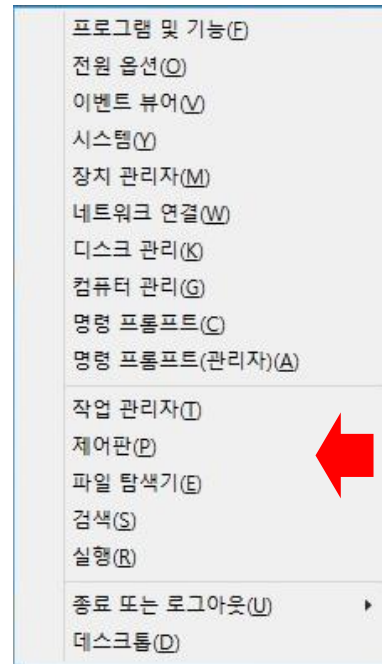 프로그램 및 기능(F)
전원 옵션(O)
이벤트 뷰어(V)
시스템(Y)
장치 관리자(M)
네트워크 연결(W)
디스크 관리(K)
컴퓨터 관리(G)
명령 프롬프트(C)
명령 프롬프트(관리자)(A)
작업 관리자(T)
제어판(P)
파일 탐색기(E)
검색(S)
실행(R)
종료 또는 로그아웃(U)
데스크톱(D)